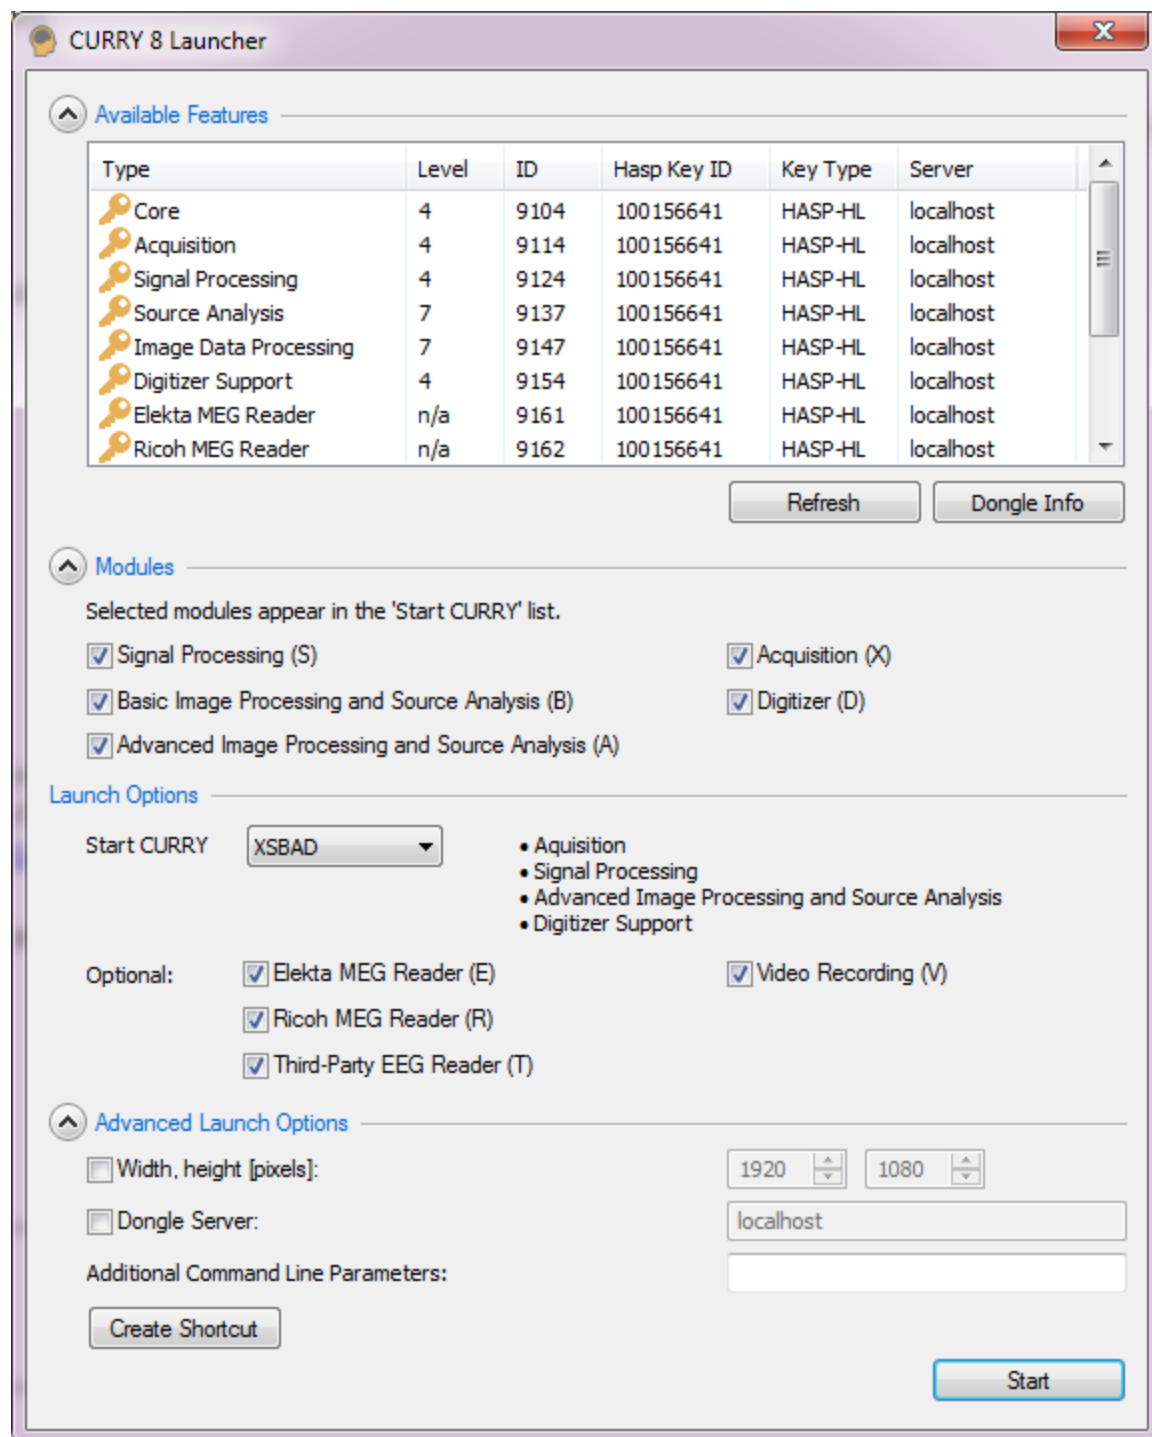 CURRY 8 Launcher
Available Features
Type Level ID Hasp Key ID Key Type Server
Core 4 9104 100156641 HASP-HL localhost
Acquisition 4 9114 100156641 HASP-HL localhost
Signal Processing 4 9124 100156641 HASP-HL localhost
Source Analysis 7 9137 100156641 HASP-HL localhost
Image Data Processing 7 9147 100156641 HASP-HL localhost
Digitizer Support 4 9154 100156641 HASP-HL localhost
Elekta MEG Reader n/a 9161 100156641 HASP-HL localhost
Ricoh MEG Reader n/a 9162 100156641 HASP-HL localhost
Refresh Dongle Info
Modules
Selected modules appear in the 'Start CURRY' list.
Signal Processing (S) Acquisition (X)
Basic Image Processing and Source Analysis (B) Digitizer (D)
Advanced Image Processing and Source Analysis (A)
Launch Options
Start CURRY XSBAD • Aquisition
• Signal Processing
• Advanced Image Processing and Source Analysis
• Digitizer Support
Optional: Elekta MEG Reader (E) Video Recording (V)
Ricoh MEG Reader (R)
Third-Party EEG Reader (T)
Advanced Launch Options
Width, height [pixels]: 1920 1080
Dongle Server: localhost
Additional Command Line Parameters:
Create Shortcut
Start